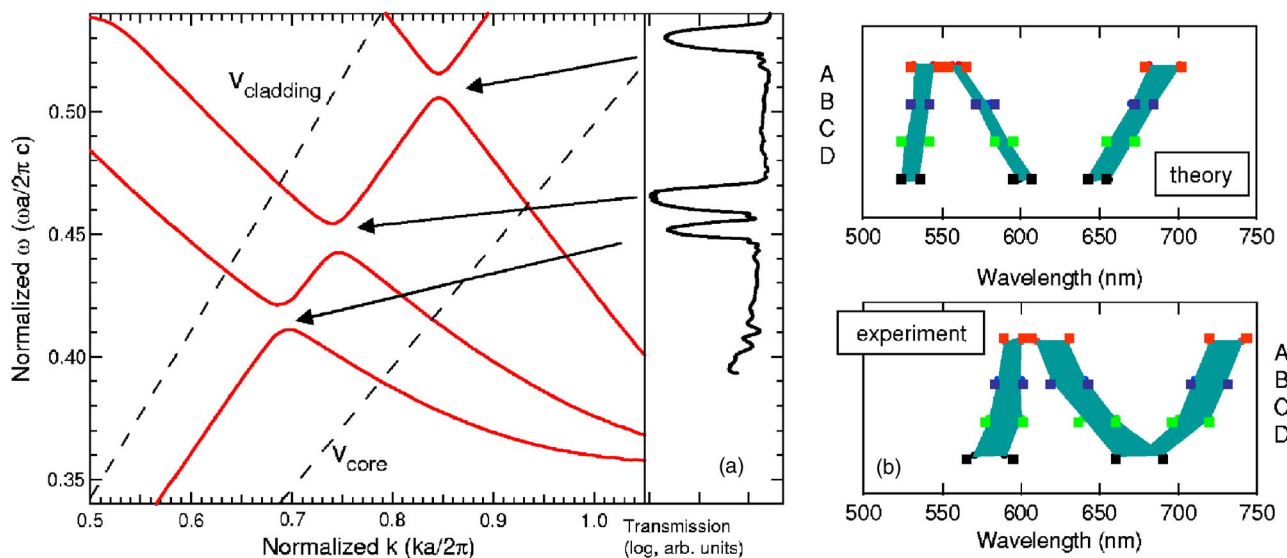 Normalized ω (ωa/2π c)
0.50
0.45
0.40
0.35
v cladding
v core
0.5 0.6 0.7 0.8 0.9 1.0
Normalized k (ka/2π)
Transmission
(log, arb. units)
(a)
A
B
C
D
theory
500 550 600 650 700 750
Wavelength (nm)
experiment
A
B
C
D
(b)
500 550 600 650 700 750
Wavelength (nm)